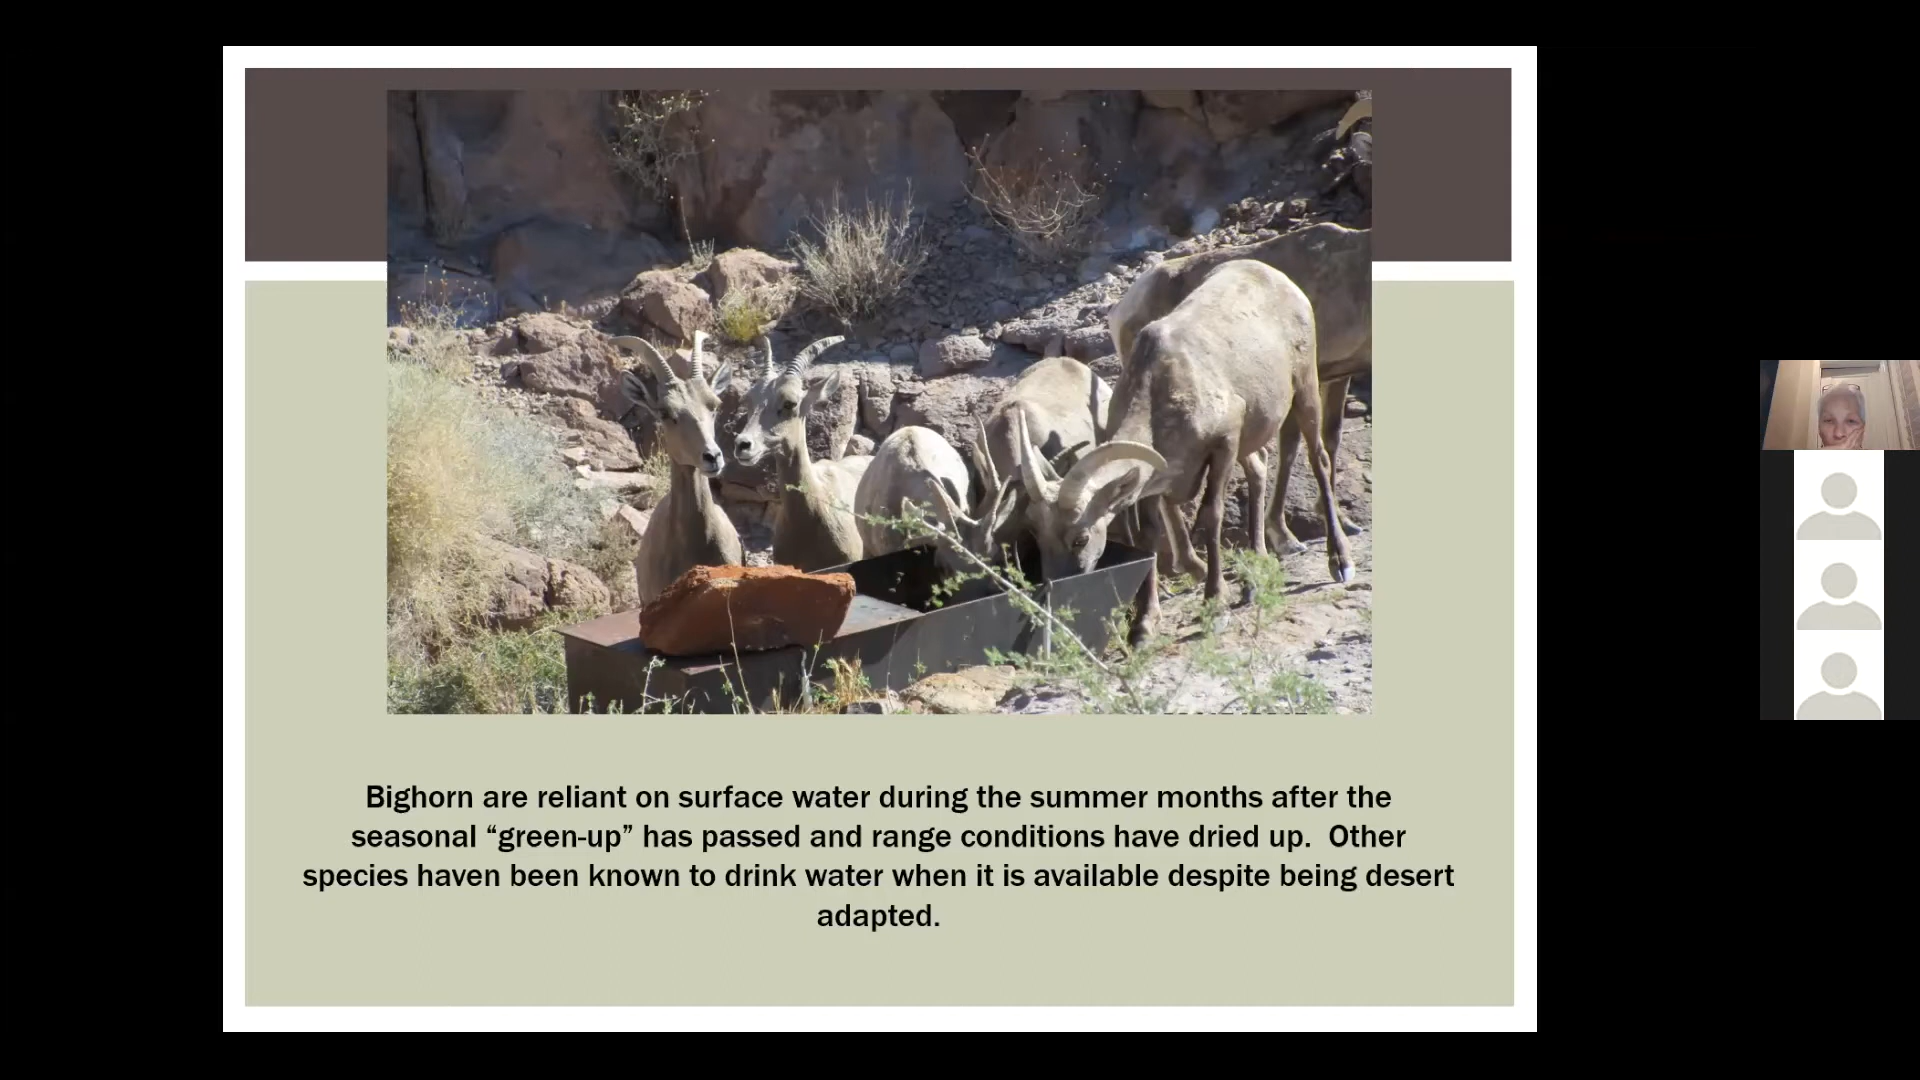 Bighorn are reliant on surface water during the summer months after the
seasonal “green-up” has passed and range conditions have dried up.  Other
species haven been known to drink water when it is available despite being desert
adapted.